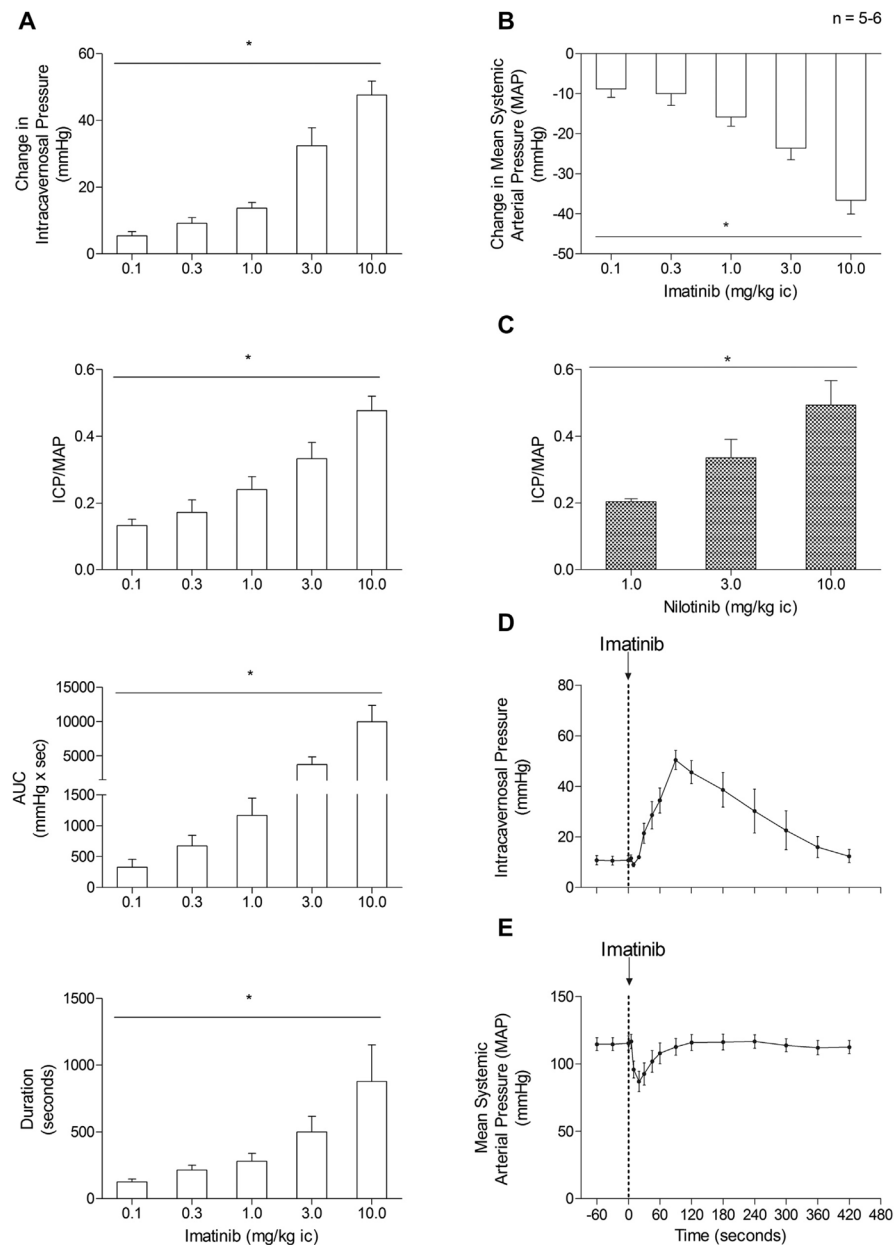 A
*
Change in
Intracavernosal Pressure
(mmHg)
60
40
20
0
0.1 0.3 1.0 3.0 10.0
*
ICP/MAP
0.6
0.4
0.2
0.0
0.1 0.3 1.0 3.0 10.0
*
AUC
(mmHg x sec)
15000
10000
5000
1500
1000
500
0
0.1 0.3 1.0 3.0 10.0
*
Duration
(seconds)
1500
1000
500
0
0.1 0.3 1.0 3.0 10.0
Imatinib (mg/kg ic)
B
n = 5-6
Change in Mean Systemic
Arterial Pressure (MAP)
(mmHg)
0
-10
-20
-30
-40
-50
*
0.1 0.3 1.0 3.0 10.0
Imatinib (mg/kg ic)
C
*
ICP/MAP
0.6
0.4
0.2
0.0
1.0 3.0 10.0
Nilotinib (mg/kg ic)
D
Imatinib
Intracavernosal Pressure
(mmHg)
80
60
40
20
0
E
Imatinib
Mean Systemic
Arterial Pressure (MAP)
(mmHg)
150
100
50
0
-60 0 60 120 180 240 300 360 420 480
Time (seconds)